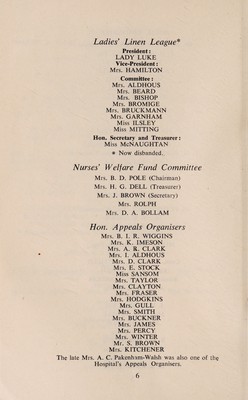 Ladies' Linen League*
President:
LADY LUKE
Vice-President:
Mrs. HAMILTON
Committee:
Mrs. ALDHOUS
Mrs. BEARD
Mrs. BISHOP
Mrs. BROMIGE
Mrs. BRUCKMANN
Mrs. GARNHAM
Miss ILSLEY
Miss MITTING
Hon. Secretary and Treasurer:
Miss McNAUGHTAN
* Now disbanded.
Nurses' Welfare Fund Committee
Mrs. B. D. POLE (Chairman)
Mrs. H. G. DELL (Treasurer)
Mrs. J. BROWN (Secretary)
Mrs. ROLPH
Mrs. D. A. BOLLAM
Hon. Appeals Organisers
Mrs. B. I. R. WIGGINS
Mrs. K. IMESON
Mrs. A. R. CLARK
Mrs. I. ALDHOUS
Mrs. D. CLARK
Mrs. E. STOCK
Miss SANSOM
Mrs. TAYLOR
Mrs. CLAYTON
Mrs. FRASER
Mrs. HODGKINS
Mrs. GULL
Mrs. SMITH
Mrs. BUCKNER
Mrs. JAMES
Mrs. PERCY
Mrs. WINTER
Mrs. S. BROWN
Mrs. KITCHENER
The late Mrs. A. C. Pakenham-Walsh was also one of the
Hospital's Appeals Organisers.
6